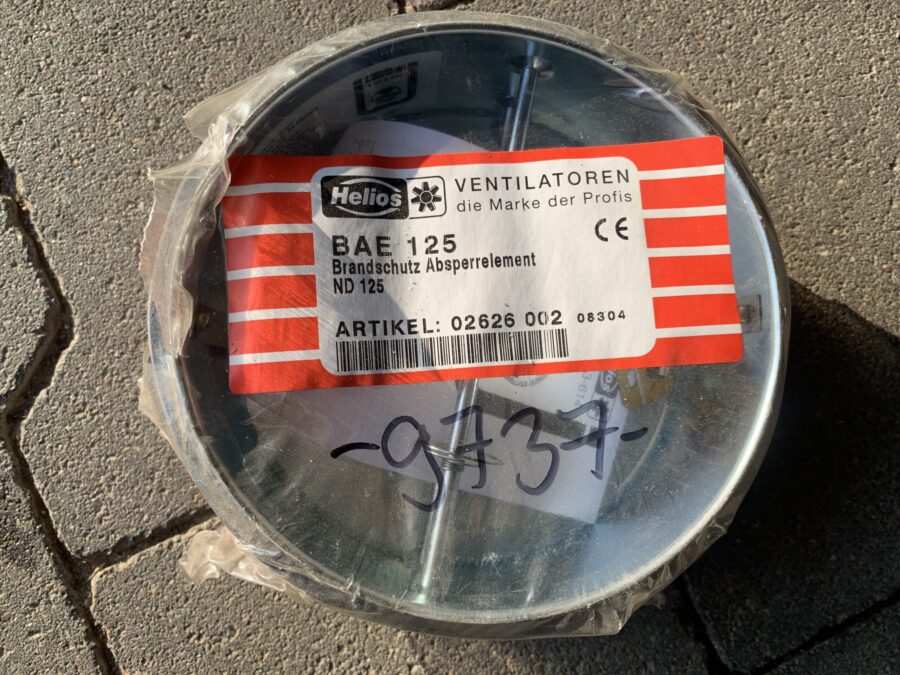 Helios
VENTILATOREN
die Marke der Profis
CE
BAE 125
Brandschutz Absperrelement
ND 125
ARTIKEL: 02626 002 08304
-9737-